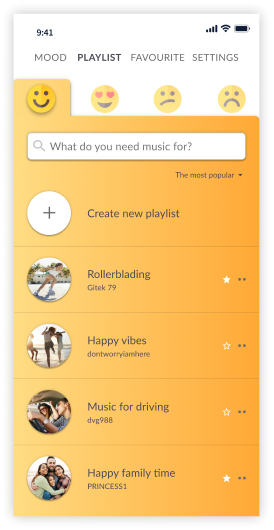 9:41
MOOD PLAYLIST FAVOURITE SETTINGS
What do you need music for?
The most popular
Create new playlist
Rollerblading
Gitek 79
Happy vibes
dontworryiamhere
Music for driving
dvg988
Happy family time
PRINCESS1